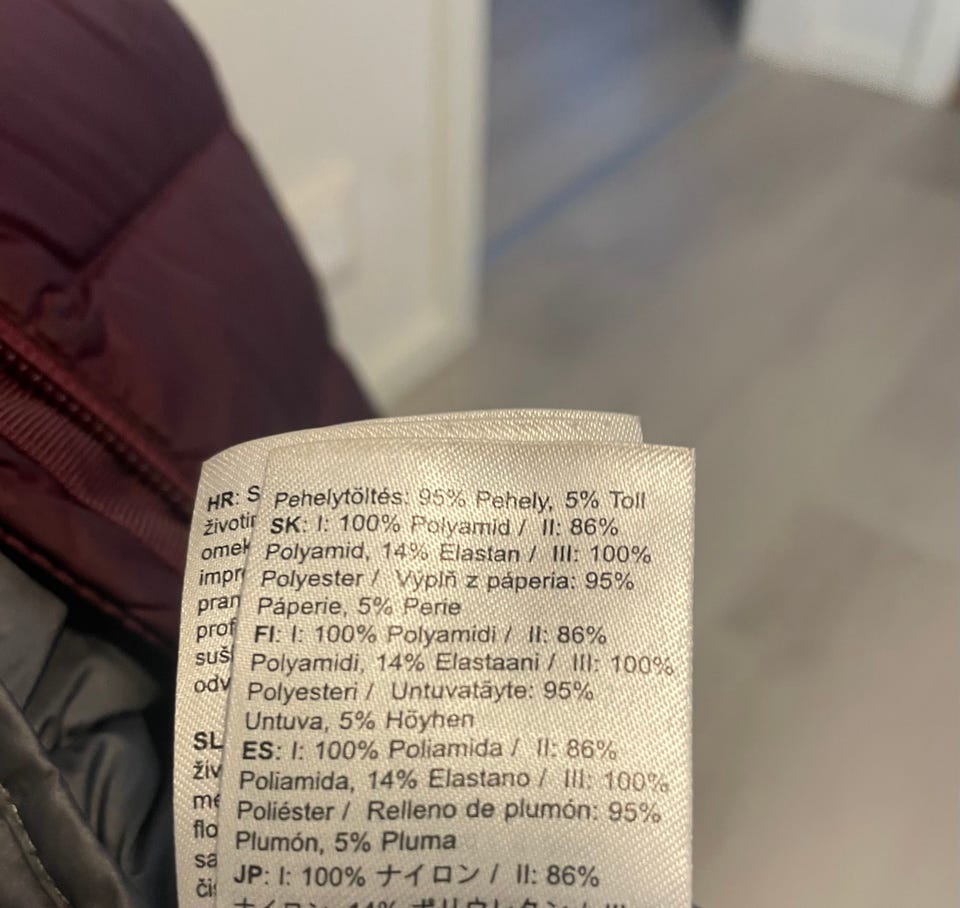 Pehelytöltés: 95% Pehely, 5% Toll
SK: I: 100% Polyamid / II: 86%
Polyamid, 14% Elastan / III: 100%
Polyester / Výplň z páperia: 95%
Páperie, 5% Perie
FI: I: 100% Polyamidi / II: 86%
Polyamidi, 14% Elastaani / III: 100%
Polyesteri / Untuvatäyte: 95%
Untuva, 5% Höyhen
ES: I: 100% Poliamida / II: 86%
Poliamida, 14% Elastano / III: 100%
Poliéster / Relleno de plumón: 95%
Plumón, 5% Pluma
JP: I: 100% ナイロン / II: 86%
HR:
SL